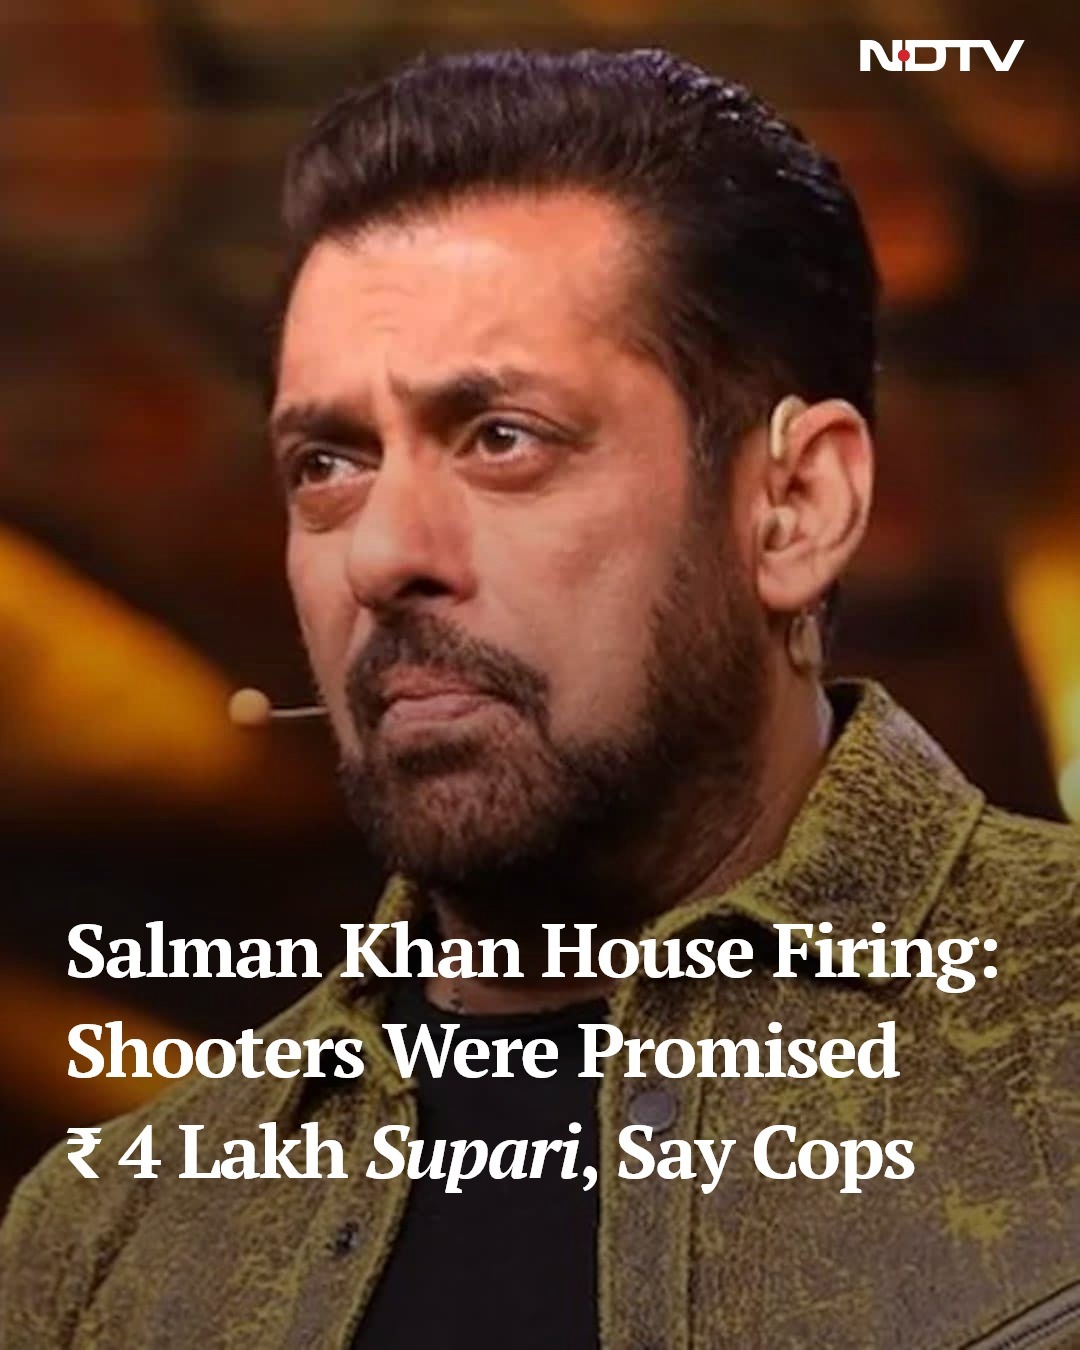 NDTV
Salman Khan House Firing:
Shooters Were Promised
₹ 4 Lakh Supari, Say Cops